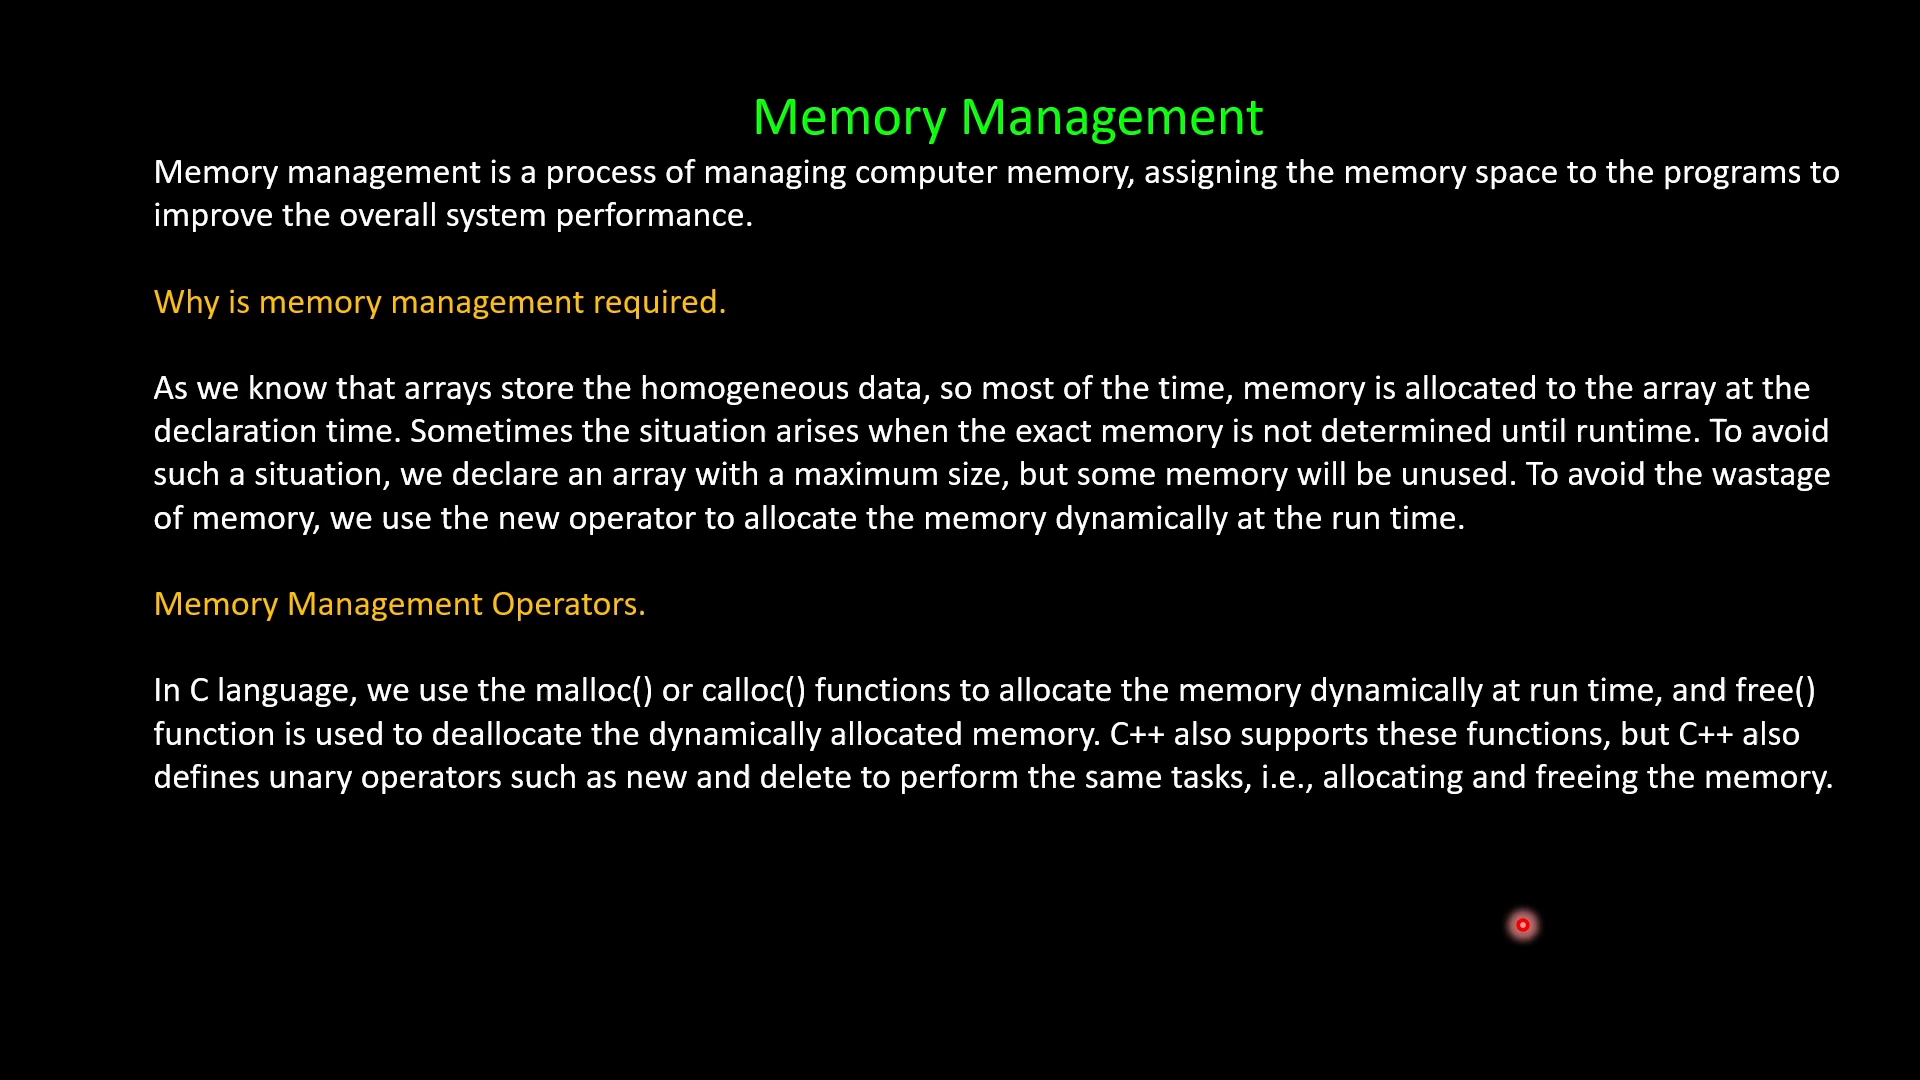 Memory Management
Memory management is a process of managing computer memory, assigning the memory space to the programs to
improve the overall system performance.
Why is memory management required.
As we know that arrays store the homogeneous data, so most of the time, memory is allocated to the array at the
declaration time. Sometimes the situation arises when the exact memory is not determined until runtime. To avoid
such a situation, we declare an array with a maximum size, but some memory will be unused. To avoid the wastage
of memory, we use the new operator to allocate the memory dynamically at the run time.
Memory Management Operators.
In C language, we use the malloc() or calloc() functions to allocate the memory dynamically at run time, and free()
function is used to deallocate the dynamically allocated memory. C++ also supports these functions, but C++ also
defines unary operators such as new and delete to perform the same tasks, i.e., allocating and freeing the memory.